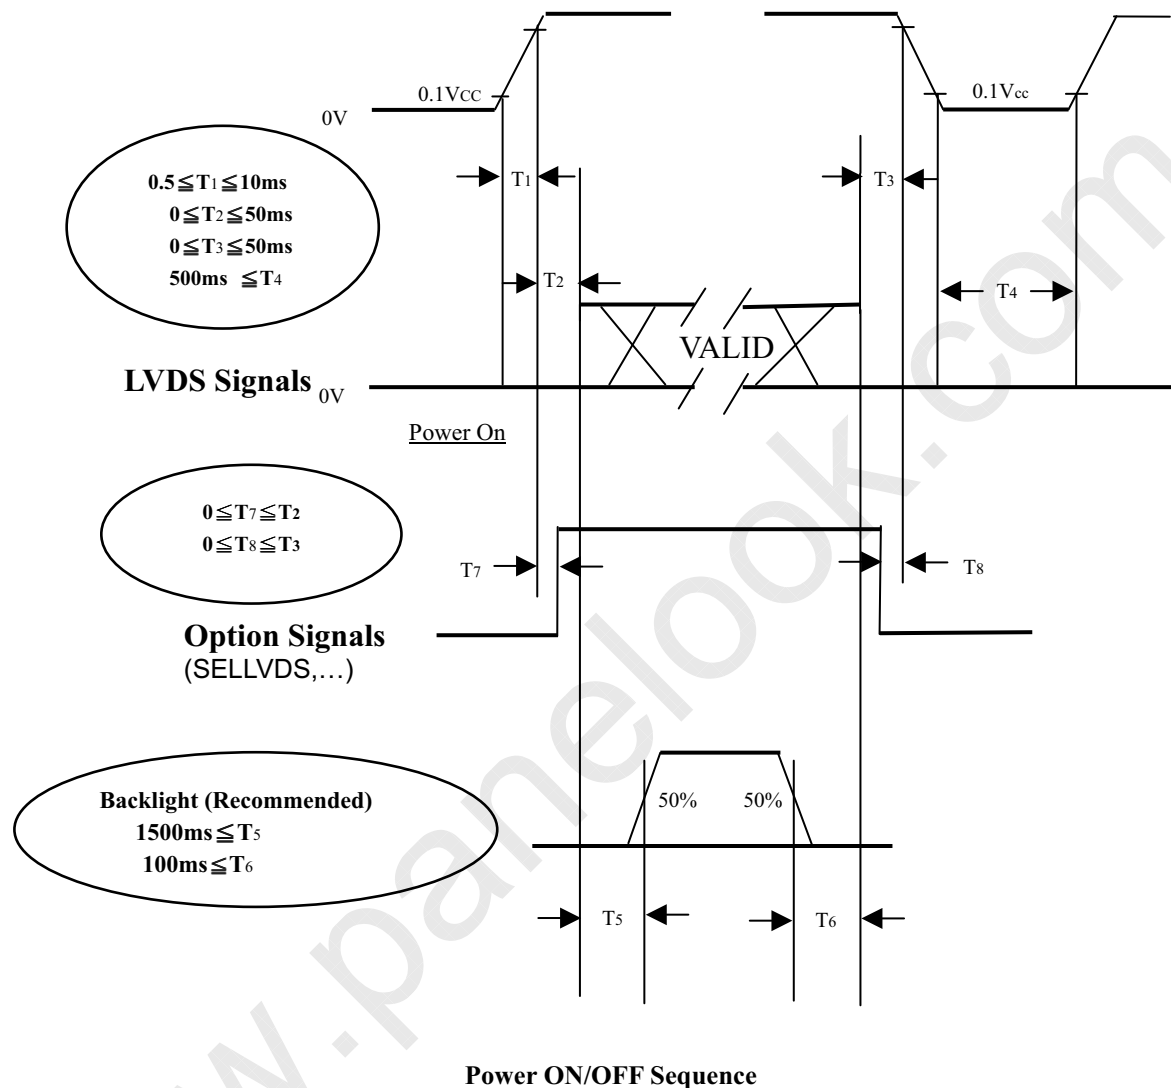 0.1VCC
0.1Vcc
0V
0.5≦T1≦10ms
0≦T2≦50ms
0≦T3≦50ms
500ms ≦T4
T1
T3
T2
T4
VALID
LVDS Signals
0V
Power On
0≦T7≦T2
0≦T8≦T3
T7
T8
Option Signals
(SELLVDS,…)
Backlight (Recommended)
1500ms≦T5
100ms≦T6
50%
50%
T5
T6
Power ON/OFF Sequence
w.panelook.com